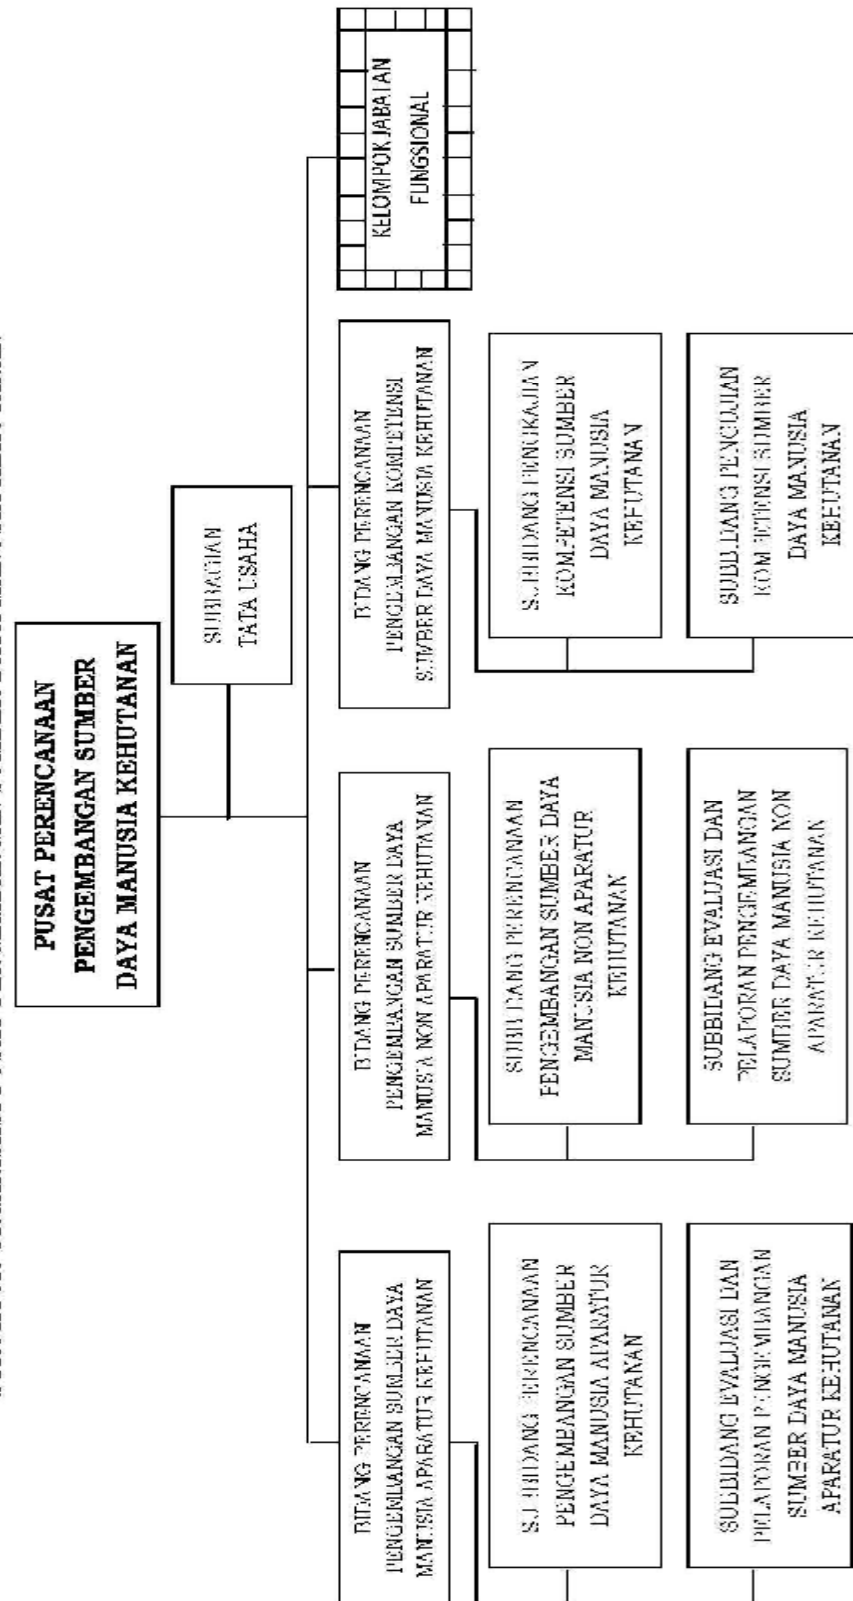 PUSAT PERENCANAAN
PENGEMBANGAN SUMBER
DAYA MANUSIA KEHUTANAN
SUBBAGIAN
TATA USAHA
BIDANG PERENCANAAN
PENGEMBANGAN SUMBER DAYA
MANUSIA APARATUR KEHUTANAN
BIDANG PERENCANAAN
PENGEMBANGAN SUMBER DAYA
MANUSIA NON APARATUR KEHUTANAN
BIDANG PERENCANAAN
PENGEMBANGAN KOMPETENSI
SUMBER DAYA MANUSIA KEHUTANAN
KELOMPOK JABATAN
FUNGSIONAL
SUBBIDANG PERENCANAAN
PENGEMBANGAN SUMBER
DAYA MANUSIA APARATUR
KEHUTANAN
SUBBIDANG PERENCANAAN
PENGEMBANGAN SUMBER DAYA
MANUSIA NON APARATUR
KEHUTANAN
SUBBIDANG PENGKAJIAN
KOMPETENSI SUMBER
DAYA MANUSIA
KEHUTANAN
SUBBIDANG EVALUASI DAN
PELAPORAN PENGEMBANGAN
SUMBER DAYA MANUSIA
APARATUR KEHUTANAN
SUBBIDANG EVALUASI DAN
PELAPORAN PENGEMBANGAN
SUMBER DAYA MANUSIA NON
APARATUR KEHUTANAN
SUBBIDANG PENGUJIAN
KOMPETENSI SUMBER
DAYA MANUSIA
KEHUTANAN